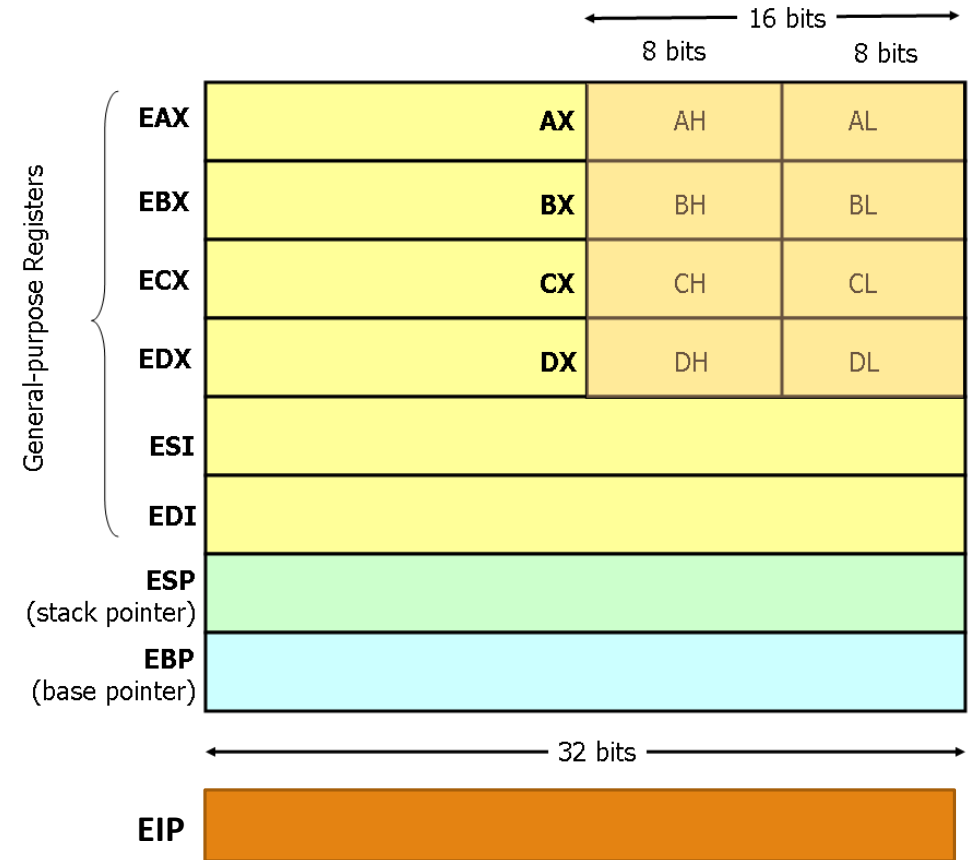 16 bits
8 bits 8 bits
General-purpose Registers
EAX AX AH AL
EBX BX BH BL
ECX CX CH CL
EDX DX DH DL
ESI
EDI
ESP
(stack pointer)
EBP
(base pointer)
32 bits
EIP